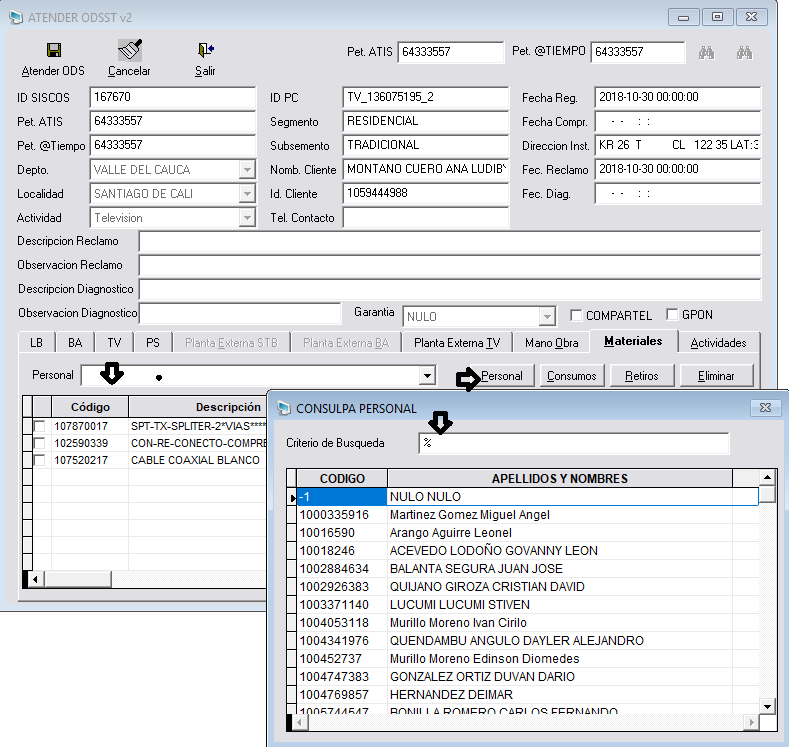 ATENDER ODSST v2
Atender ODS Cancelar Salir Pet. ATIS 64333557 Pet. @TIEMPO 64333557
ID SISCOS 167670 ID PC TV_136075195_2 Fecha Reg. 2018-10-30 00:00:00
Pet. ATIS 64333557 Segmento RESIDENCIAL Fecha Compr. - - : :
Pet. @Tiempo 64333557 Subsemento TRADICIONAL Direccion Inst. KR 26 T CL 122 35 LAT:3
Depto. VALLE DEL CAUCA Nomb. Cliente MONTANO CUERO ANA LUDIBY Fec. Reclamo 2018-10-30 00:00:00
Localidad SANTIAGO DE CALI Id. Cliente 1059444988 Fec. Diag. - - : :
Actividad Television Tel. Contacto
Descripcion Reclamo
Observacion Reclamo
Descripcion Diagnostico
Observacion Diagnostico Garantia NULO COMPARTEL GPON
LB BA TV PS Planta Externa STB Planta Externa BA Planta Externa TV Mano Obra Materiales Actividades
Personal Personal Consumos Retiros Eliminar
Código Descripción
107870017 SPT-TX-SPLITER-2*VIAS****
102590339 CON-RE-CONECTO-COMPRE
107520217 CABLE COAXIAL BLANCO
CONSULPA PERSONAL
Criterio de Busqueda %
CODIGO APELLIDOS Y NOMBRES
-1 NULO NULO
1000335916 Martinez Gomez Miguel Angel
10016590 Arango Aguirre Leonel
10018246 ACEVEDO LODOÑO GOVANNY LEON
1002884634 BALANTA SEGURA JUAN JOSE
1002926383 QUIJANO GIROZA CRISTIAN DAVID
1003371140 LUCUMI LUCUMI STIVEN
1004053118 Murillo Moreno Ivan Cirilo
1004341976 QUENDAMBU ANGULO DAYLER ALEJANDRO
100452737 Murillo Moreno Edinson Diomedes
1004747383 GONZALEZ ORTIZ DUVAN DARIO
1004769857 HERNANDEZ DEIMAR
1005744547 BONILLA ROMERO CARLOS FERNANDO